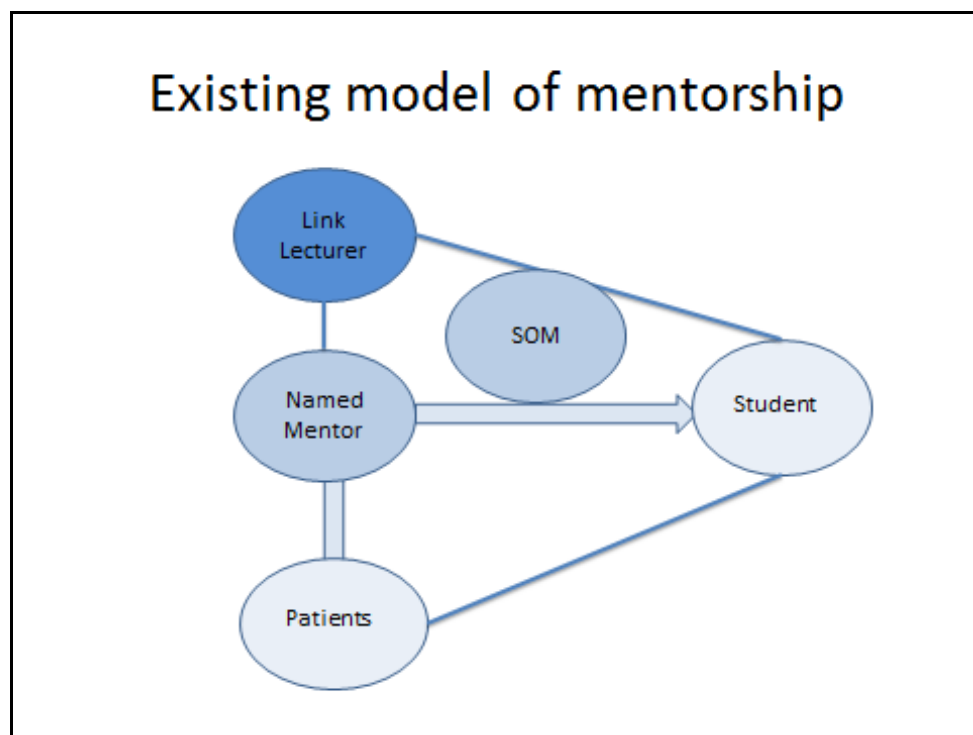 Existing model of mentorship
Link
Lecturer
SOM
Named
Mentor
Student
Patients